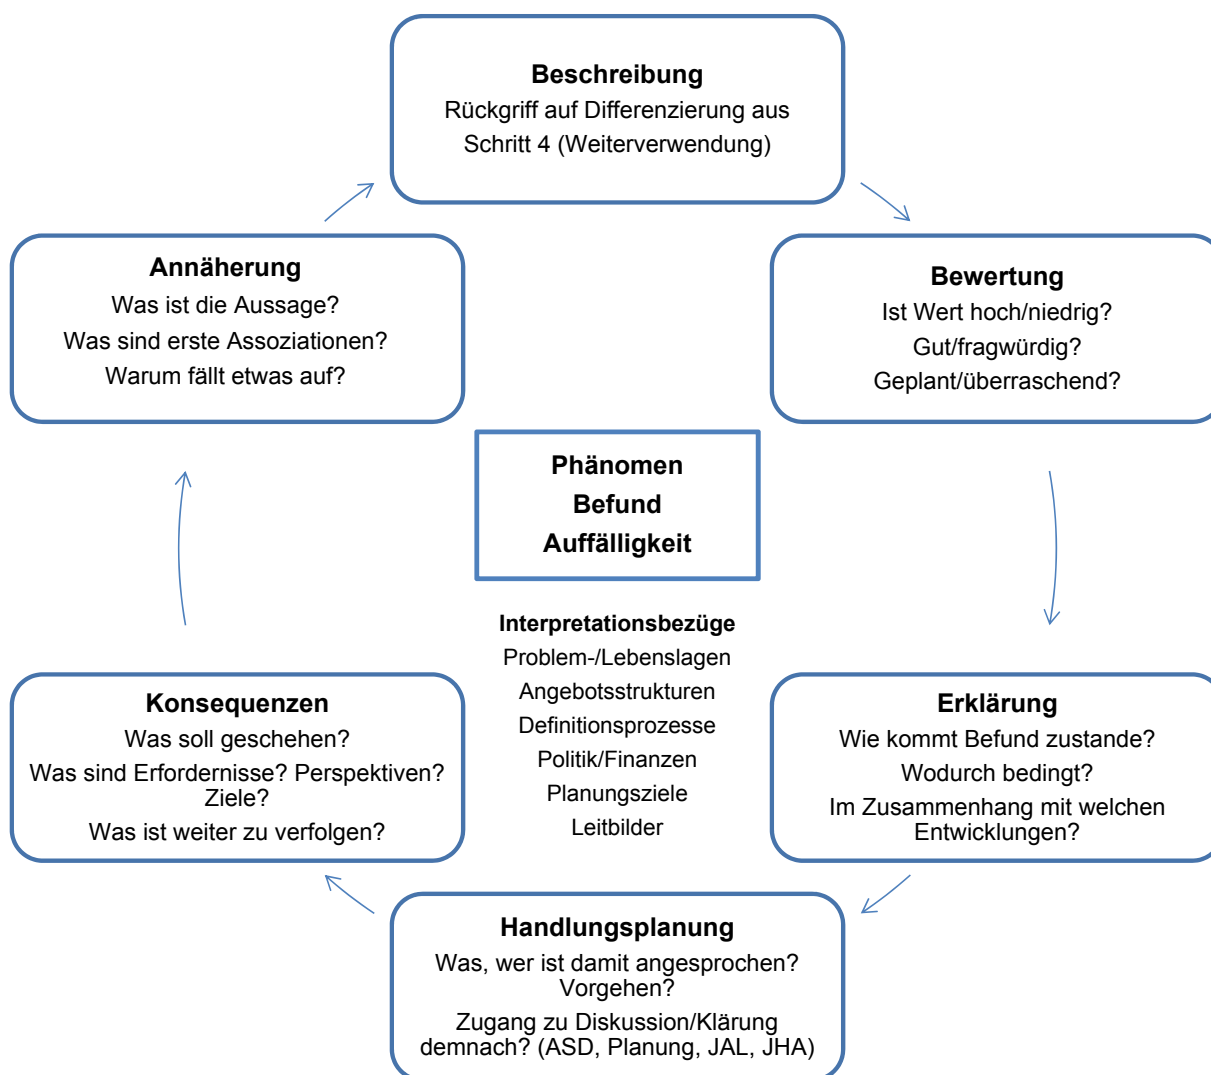 Beschreibung
Rückgriff auf Differenzierung aus
Schritt 4 (Weiterverwendung)
Annäherung
Was ist die Aussage?
Was sind erste Assoziationen?
Warum fällt etwas auf?
Bewertung
Ist Wert hoch/niedrig?
Gut/fragwürdig?
Geplant/überraschend?
Phänomen
Befund
Auffälligkeit
Interpretationsbezüge
Problem-/Lebenslagen
Angebotsstrukturen
Definitionsprozesse
Politik/Finanzen
Planungsziele
Leitbilder
Konsequenzen
Was soll geschehen?
Was sind Erfordernisse? Perspektiven?
Ziele?
Was ist weiter zu verfolgen?
Erklärung
Wie kommt Befund zustande?
Wodurch bedingt?
Im Zusammenhang mit welchen
Entwicklungen?
Handlungsplanung
Was, wer ist damit angesprochen?
Vorgehen?
Zugang zu Diskussion/Klärung
demnach? (ASD, Planung, JAL, JHA)